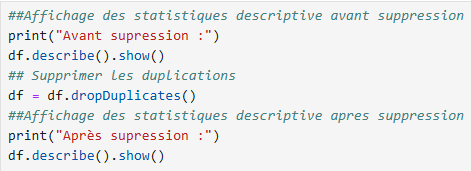 ##Affichage des statistiques descriptive avant suppression
print("Avant supression :")
df.describe().show()
## Supprimer les duplications
df = df.dropDuplicates()
##Affichage des statistiques descriptive apres suppression
print("Après supression :")
df.describe().show()